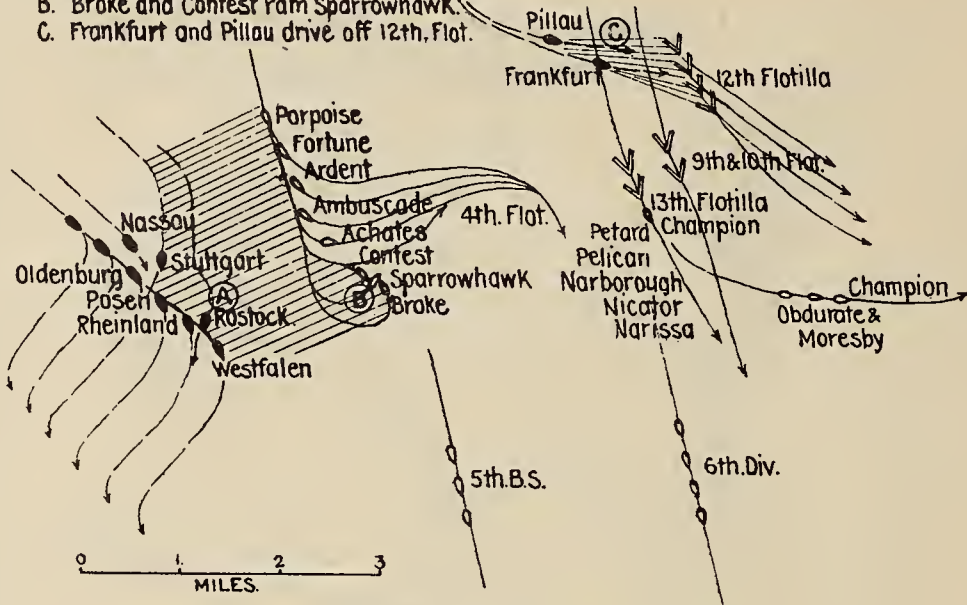 B. Broke and Contest ram Sparrowhawk.
C. Frankfurt and Pillau drive off 12th. Flot.
Pillau
C
Frankfurt
12th Flotilla
Porpoise
Fortune
Ardent
9th & 10th Flot.
Ambuscade
4th. Flot.
13th Flotilla
Champion
Nassau
Achates
Petard
Pelican
Narborough
Nicator
Narissa
Contest
Stuttgart
Oldenburg
Sparrowhawk
Posen
A
B
Broke
Champion
Rheinland
Rostock.
Obdurate &
Moresby
Westfalen
5th. B.S.
6th. Div.
0 1 2 3
MILES.